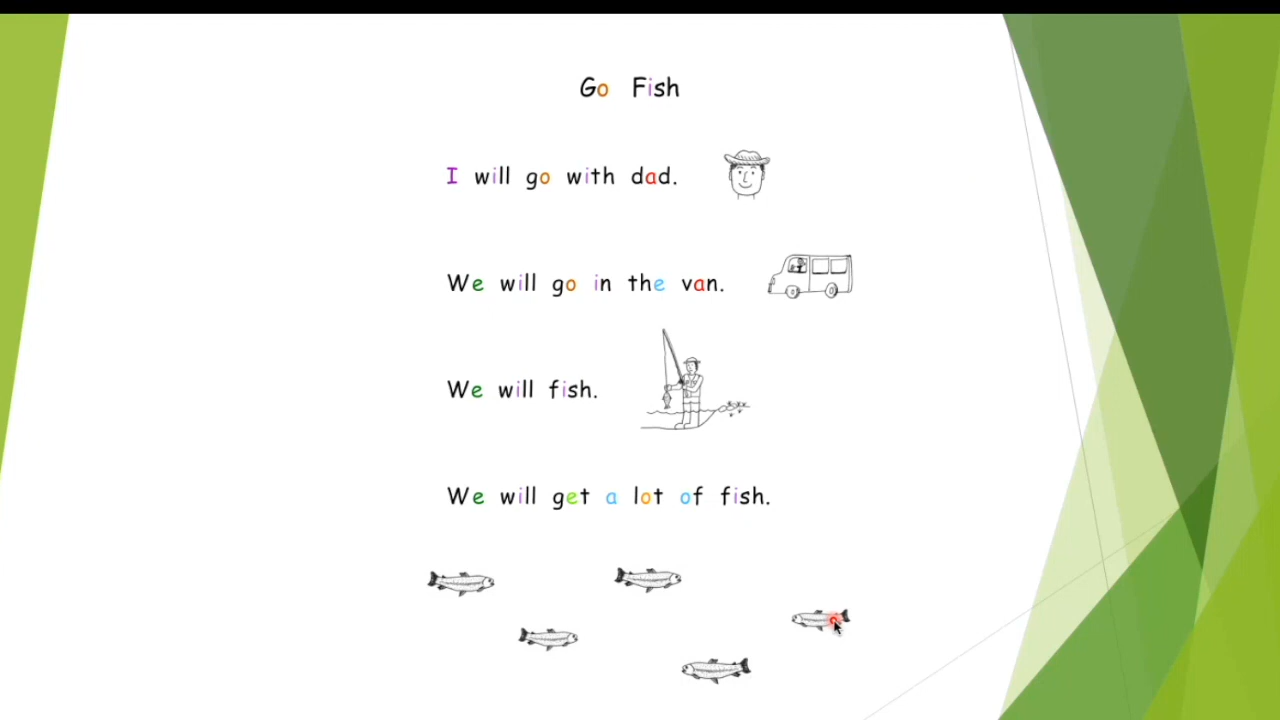 Go Fish
I will go with dad.
We will go in the van.
We will fish.
We will get a lot of fish.